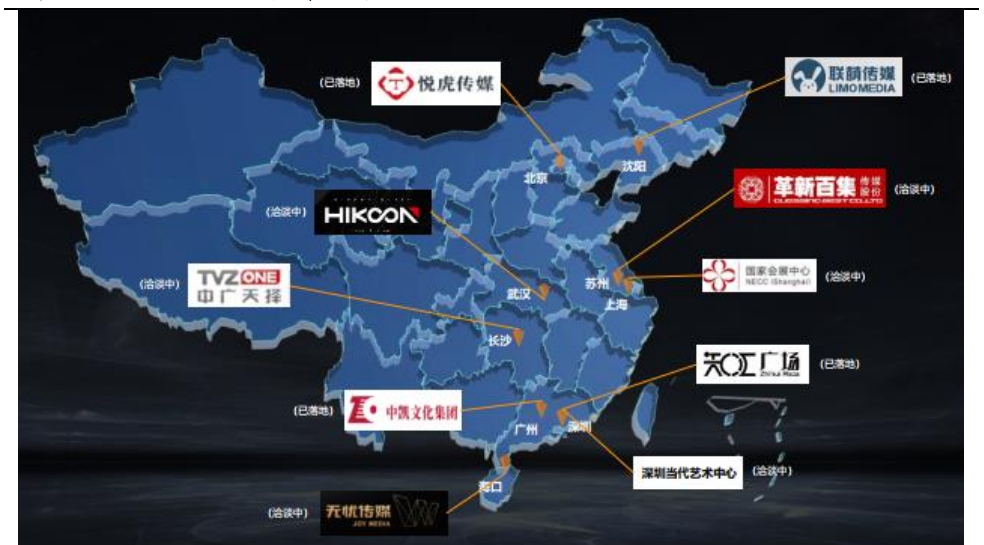 (已落地)
悦虎传媒
联萌传媒
LIMOMEDIA
(已落地)
北京
沈阳
革新百集
传媒
股份
(洽谈中)
(洽谈中)
HIKOON
(洽谈中)
TVZONE
中广天择
苏州
国家会展中心
NECC (Shanghai)
(洽谈中)
武汉
上海
长沙
广场
(已落地)
(已落地)
中凯文化集团
广州
深圳
深圳当代艺术中心
(洽谈中)
海口
(洽谈中)
无忧传媒
JOY MEDIA